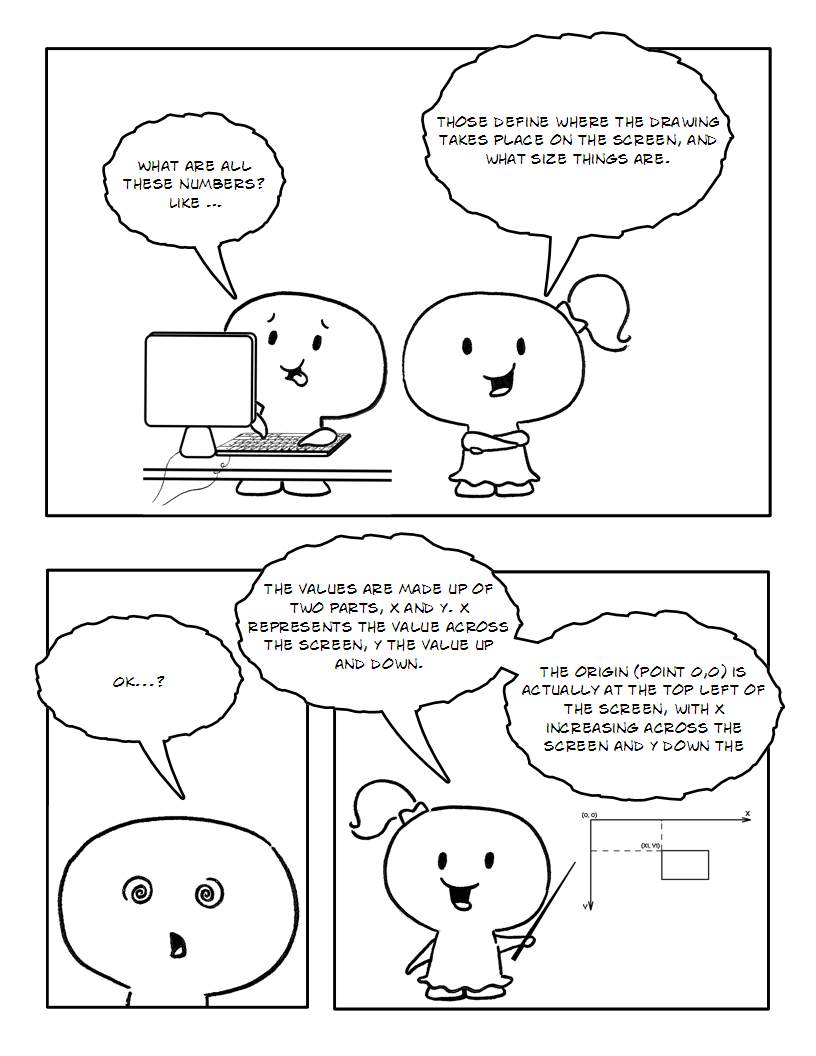 WHAT ARE ALL
THESE NUMBERS?
LIKE ...
THOSE DEFINE WHERE THE DRAWING
TAKES PLACE ON THE SCREEN, AND
WHAT SIZE THINGS ARE.
OK...?
THE VALUES ARE MADE UP OF
TWO PARTS, X AND Y. X
REPRESENTS THE VALUE ACROSS
THE SCREEN, Y THE VALUE UP
AND DOWN.
THE ORIGIN (POINT 0,0) IS
ACTUALLY AT THE TOP LEFT OF
THE SCREEN, WITH X
INCREASING ACROSS THE
SCREEN AND Y DOWN THE
(0, 0)
X
(X1, Y1)
Y